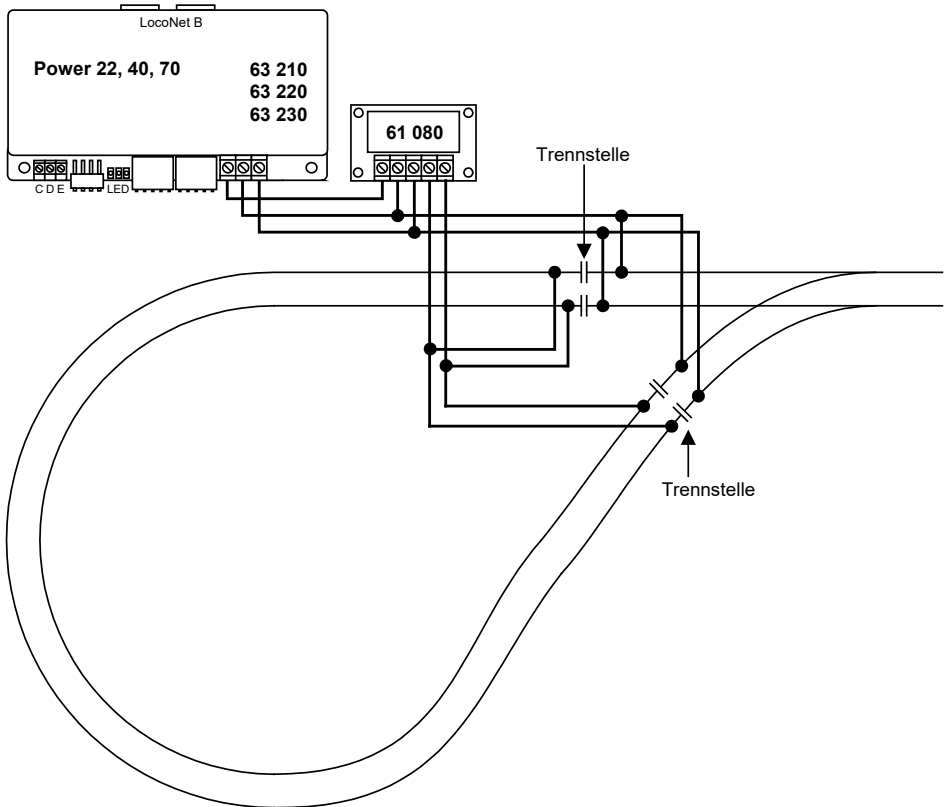 LocoNet B
Power 22, 40, 70
63 210
63 220
63 230
61 080
C D E
LED
Trennstelle
Trennstelle